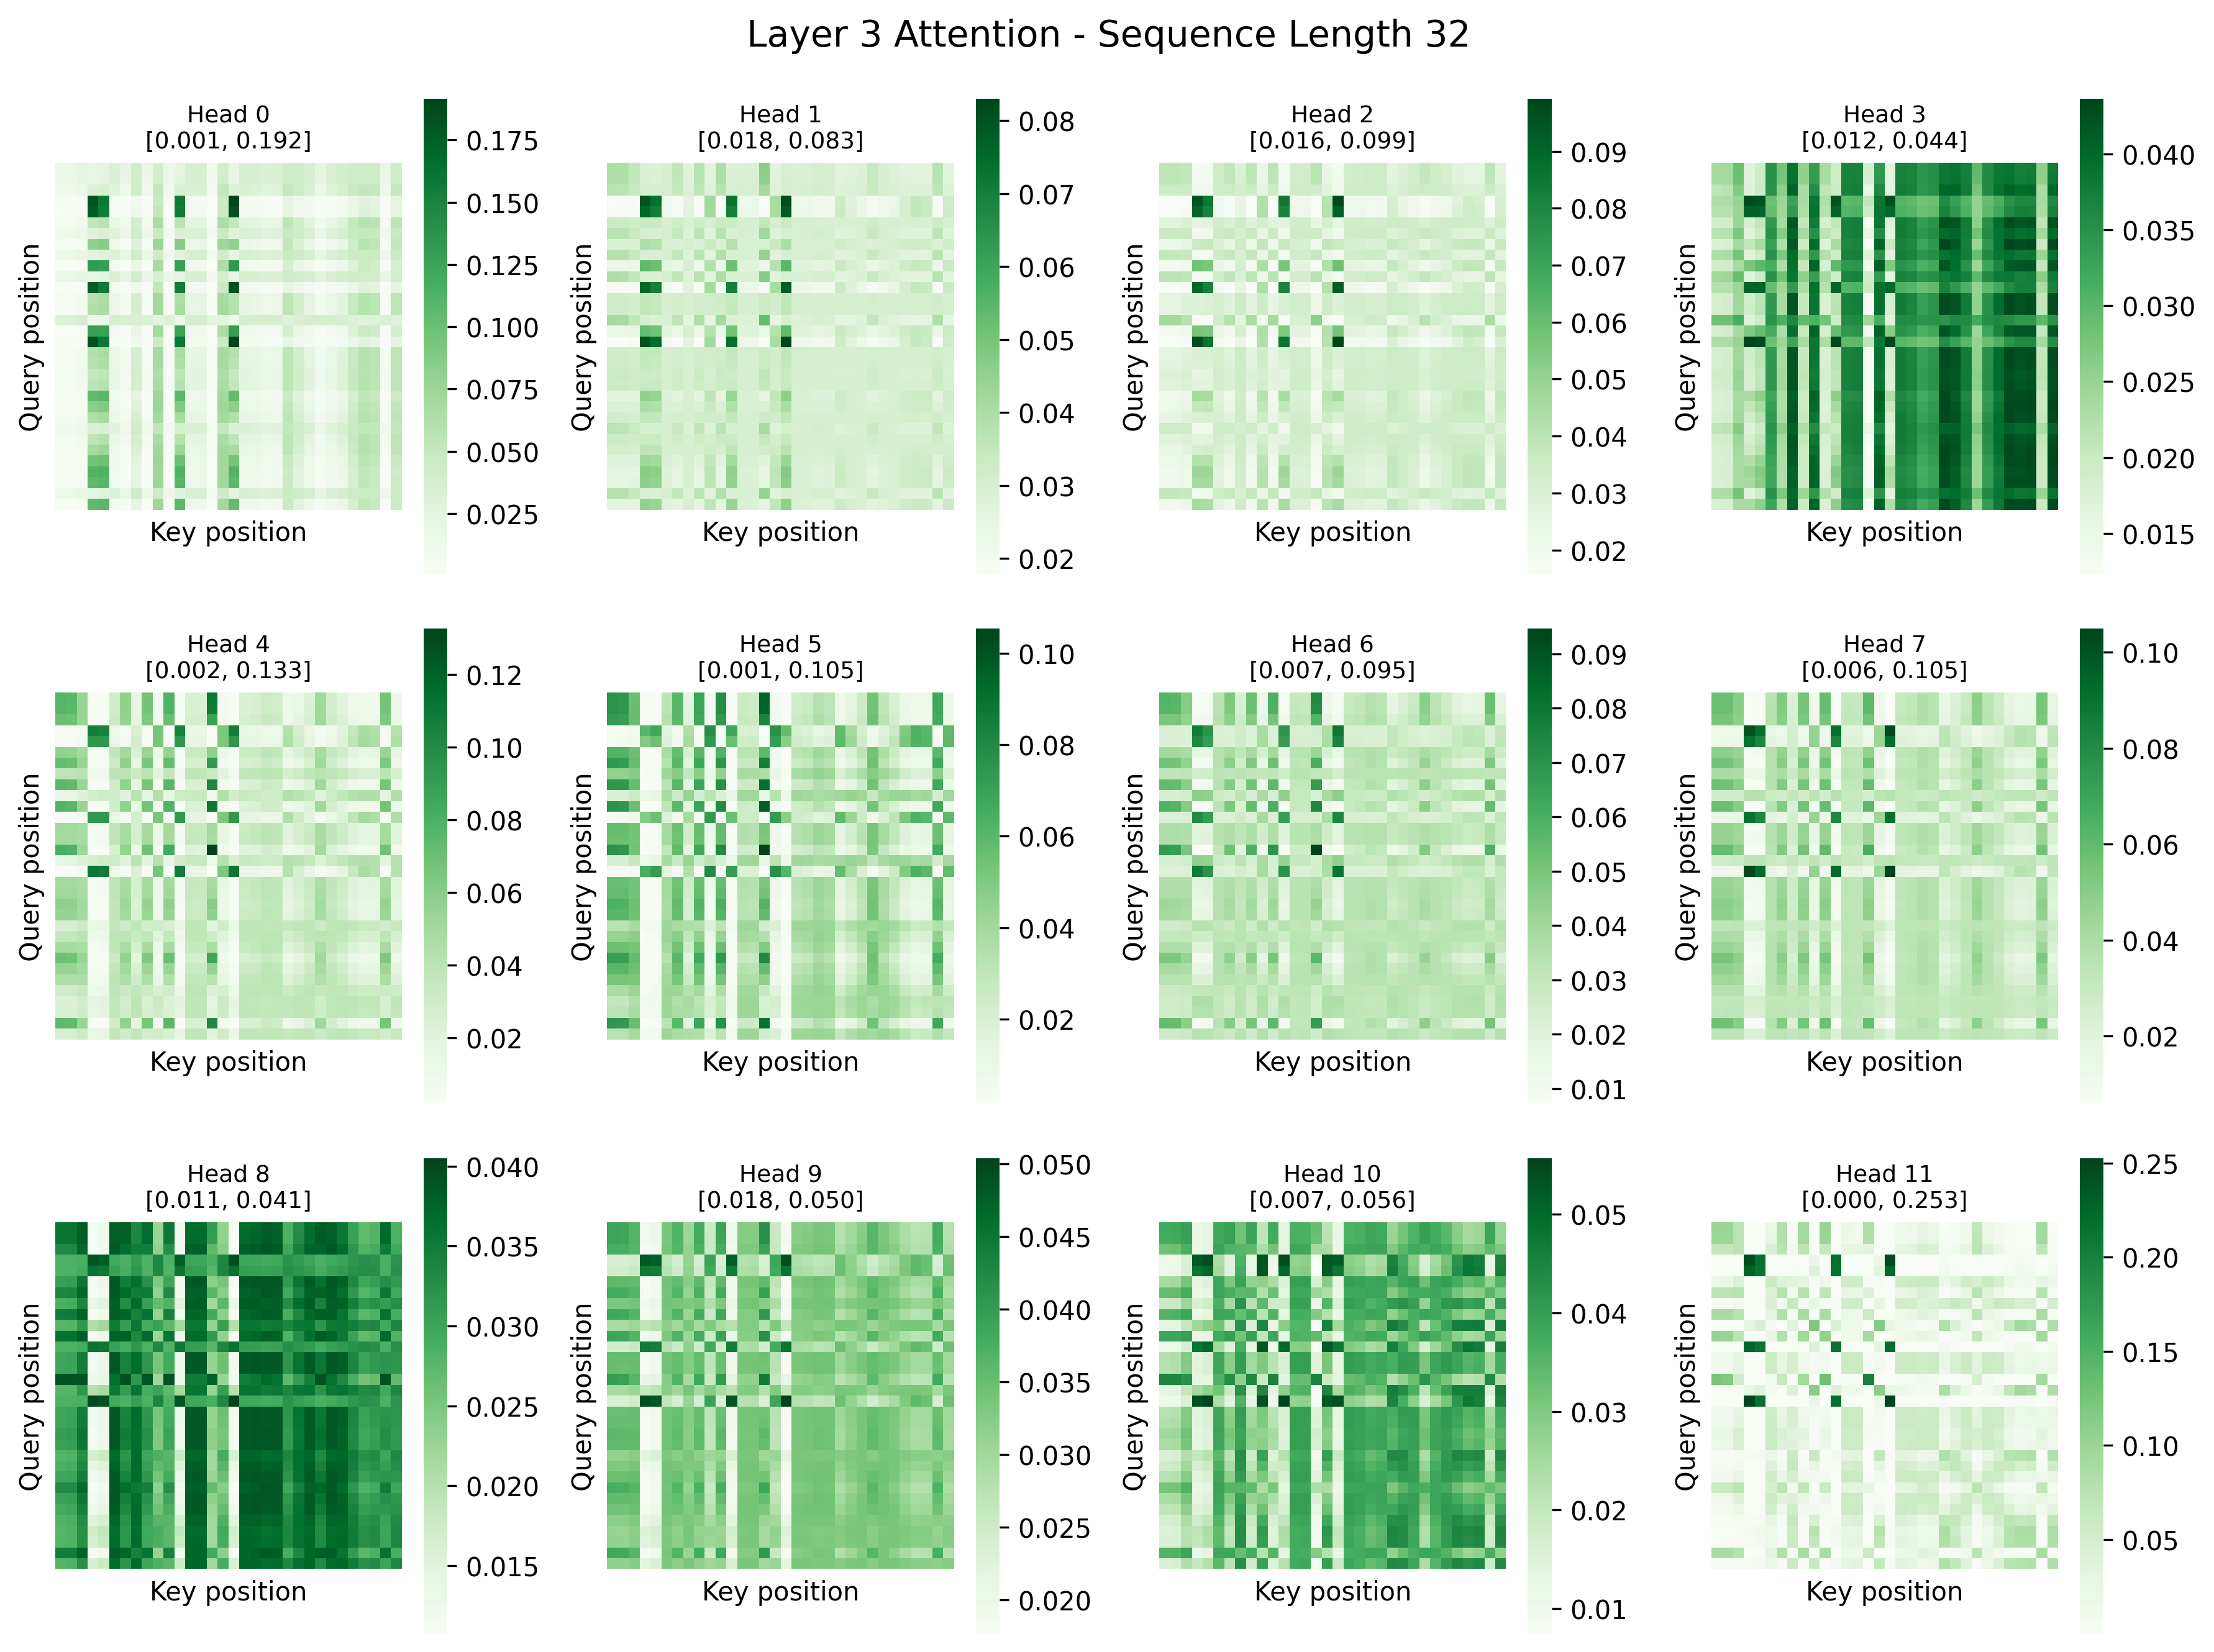 Layer 3 Attention - Sequence Length 32
Head 0
[0.001, 0.192]
Query position
Key position
0.175
0.150
0.125
0.100
0.075
0.050
0.025
Head 1
[0.018, 0.083]
Query position
Key position
0.08
0.07
0.06
0.05
0.04
0.03
0.02
Head 2
[0.016, 0.099]
Query position
Key position
0.09
0.08
0.07
0.06
0.05
0.04
0.03
0.02
Head 3
[0.012, 0.044]
Query position
Key position
0.040
0.035
0.030
0.025
0.020
0.015
Head 4
[0.002, 0.133]
Query position
Key position
0.12
0.10
0.08
0.06
0.04
0.02
Head 5
[0.001, 0.105]
Query position
Key position
0.10
0.08
0.06
0.04
0.02
Head 6
[0.007, 0.095]
Query position
Key position
0.09
0.08
0.07
0.06
0.05
0.04
0.03
0.02
0.01
Head 7
[0.006, 0.105]
Query position
Key position
0.10
0.08
0.06
0.04
0.02
Head 8
[0.011, 0.041]
Query position
Key position
0.040
0.035
0.030
0.025
0.020
0.015
Head 9
[0.018, 0.050]
Query position
Key position
0.050
0.045
0.040
0.035
0.030
0.025
0.020
Head 10
[0.007, 0.056]
Query position
Key position
0.05
0.04
0.03
0.02
0.01
Head 11
[0.000, 0.253]
Query position
Key position
0.25
0.20
0.15
0.10
0.05